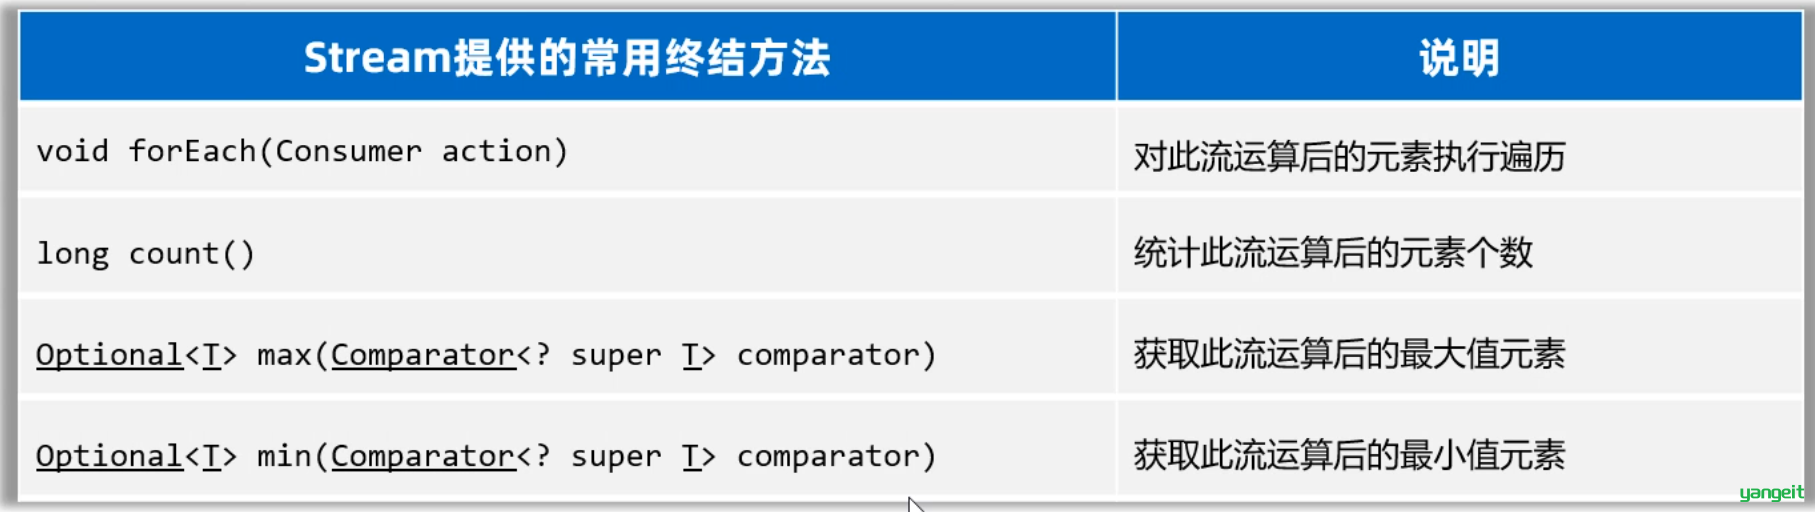 Stream提供的常用终结方法 说明
void forEach(Consumer action) 对此流运算后的元素执行遍历
long count() 统计此流运算后的元素个数
Optional<T> max(Comparator<? super T> comparator) 获取此流运算后的最大值元素
Optional<T> min(Comparator<? super T> comparator) 获取此流运算后的最小值元素
yangeit